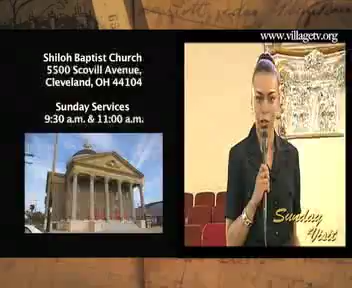 www.villagetv.org
Shiloh Baptist Church
5500 Scovill Avenue,
Cleveland, OH 44104
Sunday Services
9:30 a.m. & 11:00 a.m.
Sunday
Visit